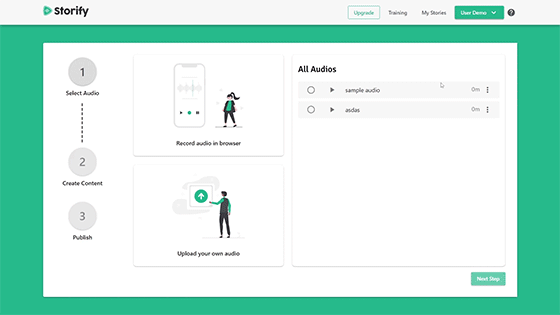 Storify
Upgrade
Training
My Stories
User Demo
?
1
Select Audio
2
Create Content
3
Publish
Record audio in browser
Upload your own audio
All Audios
sample audio 0m
asdas 0m
Next Step